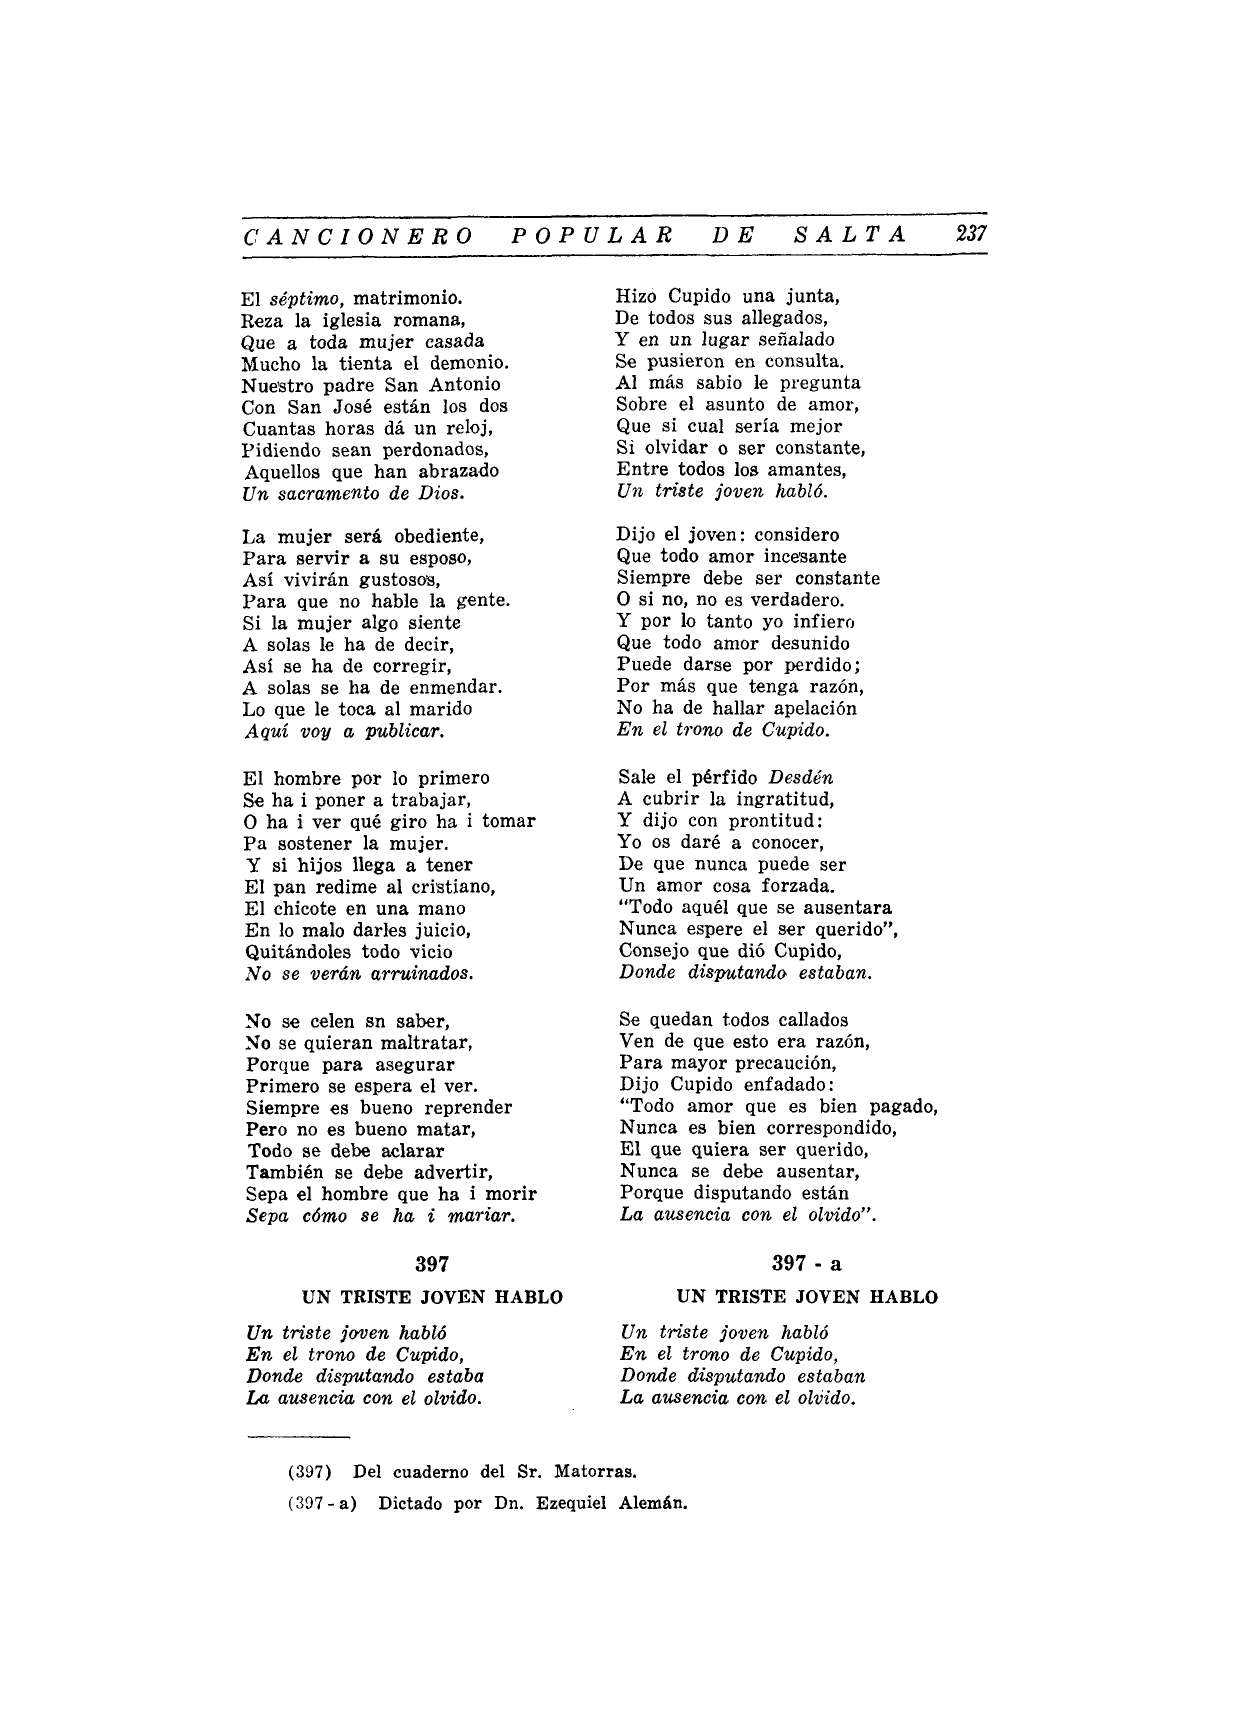 CANCIONERO POPULAR DE SALTA 237
El séptimo, matrimonio.
Reza la iglesia romana,
Que a toda mujer casada
Mucho la tienta el demonio.
Nuestro padre San Antonio
Con San José están los dos
Cuantas horas dá un reloj,
Pidiendo sean perdonados,
Aquellos que han abrazado
Un sacramento de Dios.
La mujer será obediente,
Para servir a su esposo,
Así vivirán gustosos,
Para que no hable la gente.
Si la mujer algo siente
A solas le ha de decir,
Así se ha de corregir,
A solas se ha de enmendar.
Lo que le toca al marido
Aquí voy a publicar.
El hombre por lo primero
Se ha i poner a trabajar,
O ha i ver qué giro ha i tomar
Pa sostener la mujer.
Y si hijos llega a tener
El pan redime al cristiano,
El chicote en una mano
En lo malo darles juicio,
Quitándoles todo vicio
No se verán arruinados.
No se celen sn saber,
No se quieran maltratar,
Porque para asegurar
Primero se espera el ver.
Siempre es bueno reprender
Pero no es bueno matar,
Todo se debe aclarar
También se debe advertir,
Sepa el hombre que ha i morir
Sepa cómo se ha i mariar.
397
UN TRISTE JOVEN HABLO
Un triste joven habló
En el trono de Cupido,
Donde disputando estaba
La ausencia con el olvido.
Hizo Cupido una junta,
De todos sus allegados,
Y en un lugar señalado
Se pusieron en consulta.
Al más sabio le pregunta
Sobre el asunto de amor,
Que si cual sería mejor
Si olvidar o ser constante,
Entre todos los amantes,
Un triste joven habló.
Dijo el joven: considero
Que todo amor incesante
Siempre debe ser constante
O si no, no es verdadero.
Y por lo tanto yo infiero
Que todo amor desunido
Puede darse por perdido;
Por más que tenga razón,
No ha de hallar apelación
En el trono de Cupido.
Sale el pérfido Desdén
A cubrir la ingratitud,
Y dijo con prontitud:
Yo os daré a conocer,
De que nunca puede ser
Un amor cosa forzada.
“Todo aquél que se ausentara
Nunca espere el ser querido”,
Consejo que dió Cupido,
Donde disputando estaban.
Se quedan todos callados
Ven de que esto era razón,
Para mayor precaución,
Dijo Cupido enfadado:
“Todo amor que es bien pagado,
Nunca es bien correspondido,
El que quiera ser querido,
Nunca se debe ausentar,
Porque disputando están
La ausencia con el olvido”.
397 - a
UN TRISTE JOVEN HABLO
Un triste joven habló
En el trono de Cupido,
Donde disputando estaban
La ausencia con el olvido.
(397) Del cuaderno del Sr. Matorras.
(397 - a) Dictado por Dn. Ezequiel Alemán.